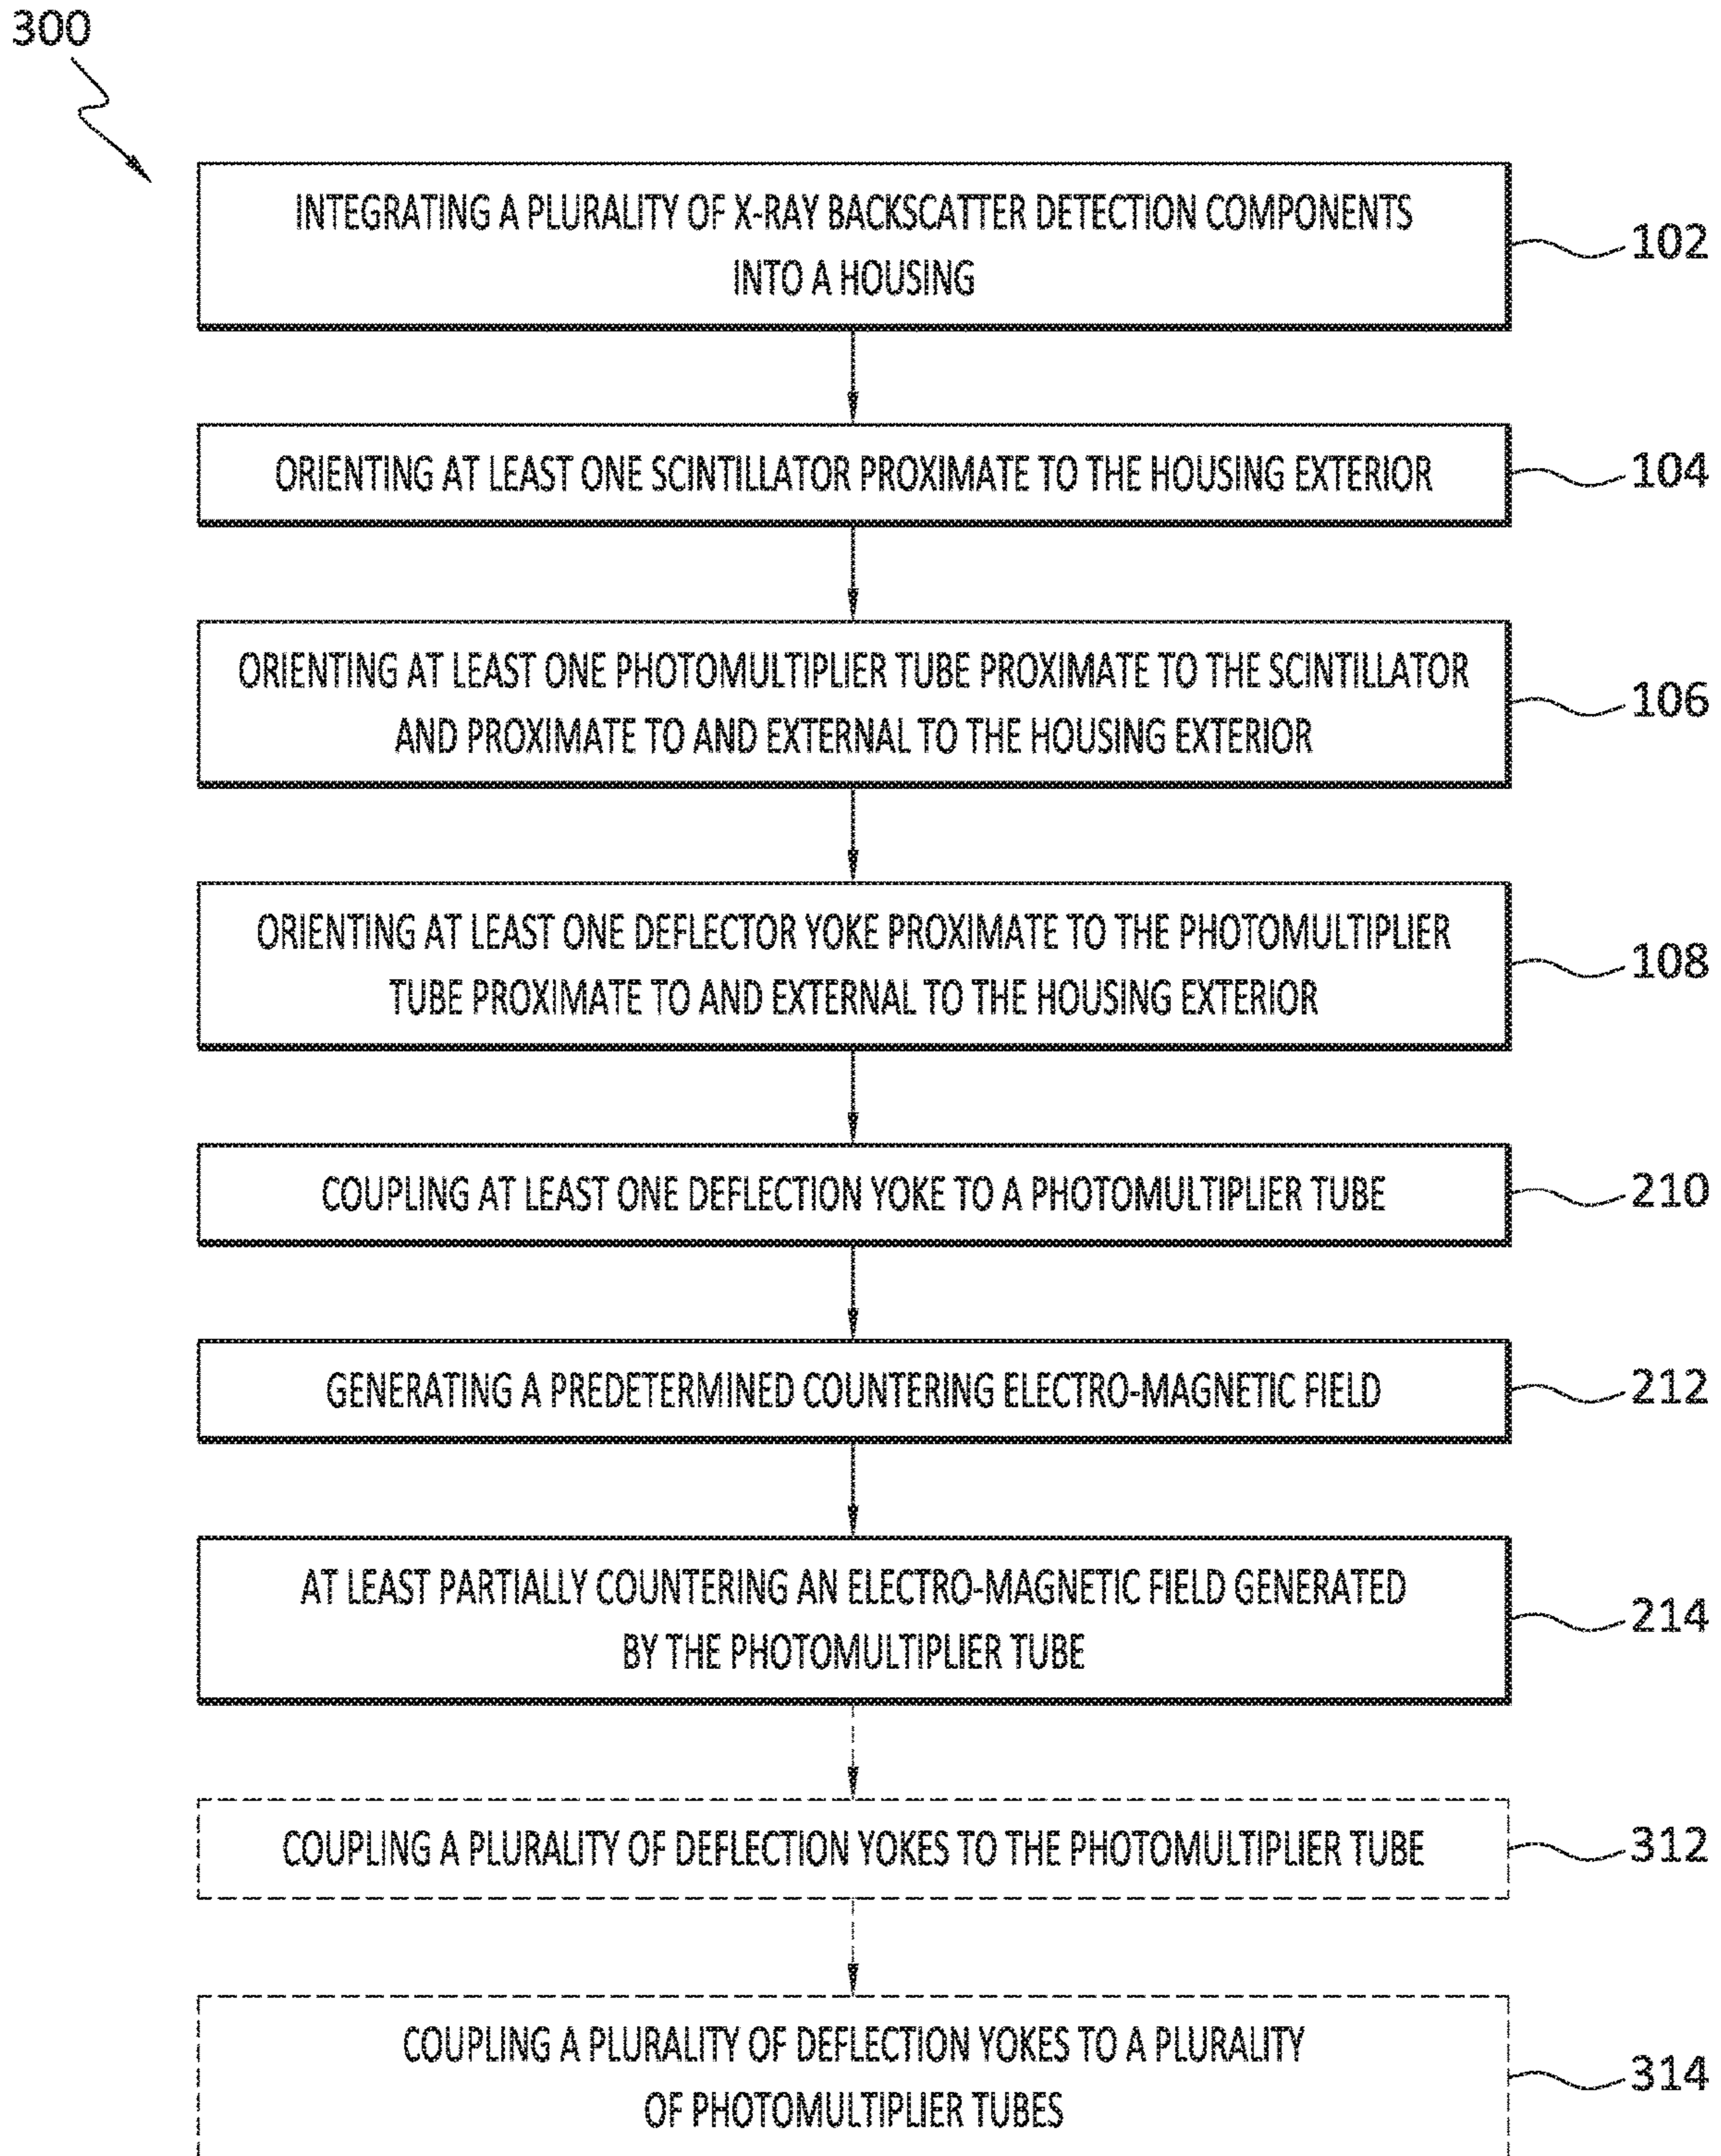 300
INTEGRATING A PLURALITY OF X-RAY BACKSCATTER DETECTION COMPONENTS
INTO A HOUSING
102
ORIENTING AT LEAST ONE SCINTILLATOR PROXIMATE TO THE HOUSING EXTERIOR
104
ORIENTING AT LEAST ONE PHOTOMULTIPLIER TUBE PROXIMATE TO THE SCINTILLATOR
AND PROXIMATE TO AND EXTERNAL TO THE HOUSING EXTERIOR
106
ORIENTING AT LEAST ONE DEFLECTOR YOKE PROXIMATE TO THE PHOTOMULTIPLIER
TUBE PROXIMATE TO AND EXTERNAL TO THE HOUSING EXTERIOR
108
COUPLING AT LEAST ONE DEFLECTION YOKE TO A PHOTOMULTIPLIER TUBE
210
GENERATING A PREDETERMINED COUNTERING ELECTRO-MAGNETIC FIELD
212
AT LEAST PARTIALLY COUNTERING AN ELECTRO-MAGNETIC FIELD GENERATED
BY THE PHOTOMULTIPLIER TUBE
214
COUPLING A PLURALITY OF DEFLECTION YOKES TO THE PHOTOMULTIPLIER TUBE
312
COUPLING A PLURALITY OF DEFLECTION YOKES TO A PLURALITY
OF PHOTOMULTIPLIER TUBES
314